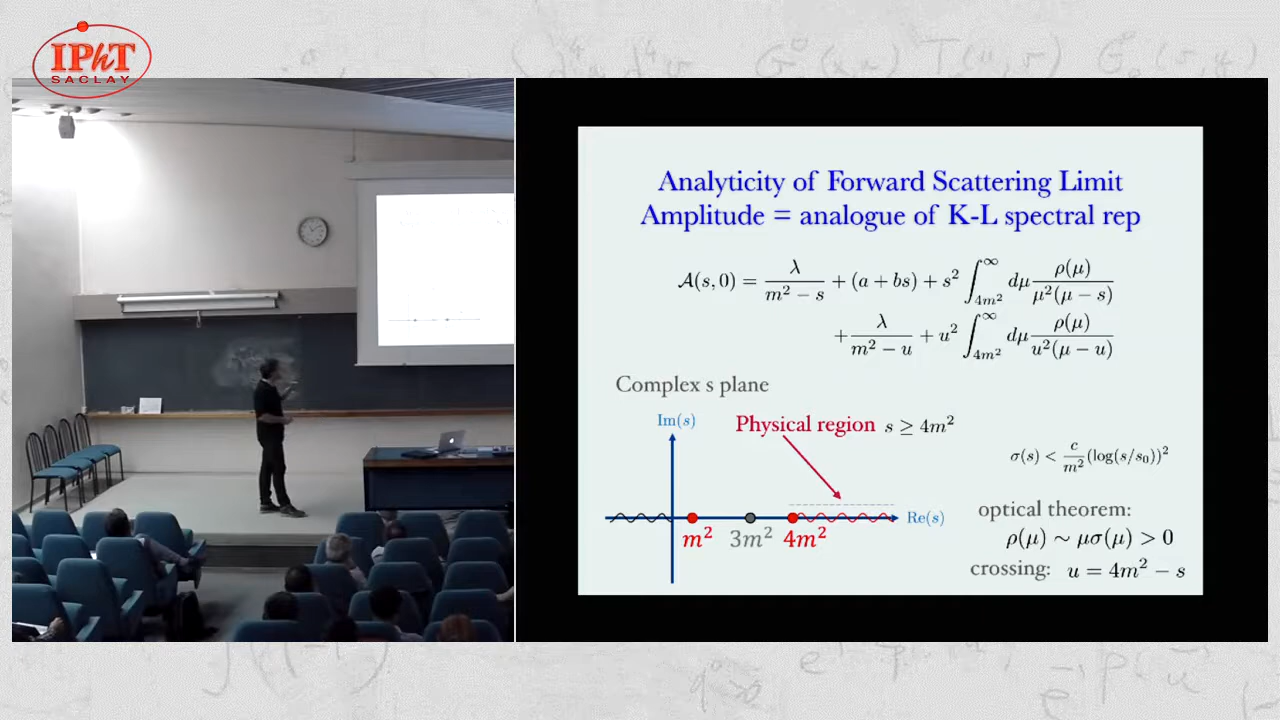 IPhT
SACLAY
Analyticity of Forward Scattering Limit
Amplitude = analogue of K-L spectral rep
𝒜(s, 0) = λ/(m² − s) + (a + bs) + s² ∫_{4m²}^{∞} dμ ρ(μ)/(μ²(μ − s))
+ λ/(m² − u) + u² ∫_{4m²}^{∞} dμ ρ(μ)/(u²(μ − u))
Complex s plane
Im(s)
Physical region s ≥ 4m²
σ(s) < c/m² (log(s/s₀))²
Re(s)
m² 3m² 4m²
optical theorem:
ρ(μ) ∼ μσ(μ) > 0
crossing: u = 4m² − s